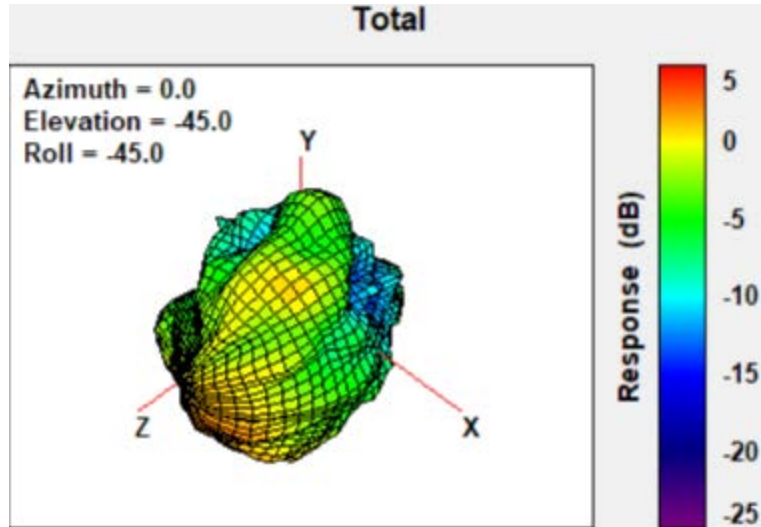 Total
Azimuth = 0.0
Elevation = -45.0
Roll = -45.0
Y
Z
X
Response (dB)
5
0
-5
-10
-15
-20
-25